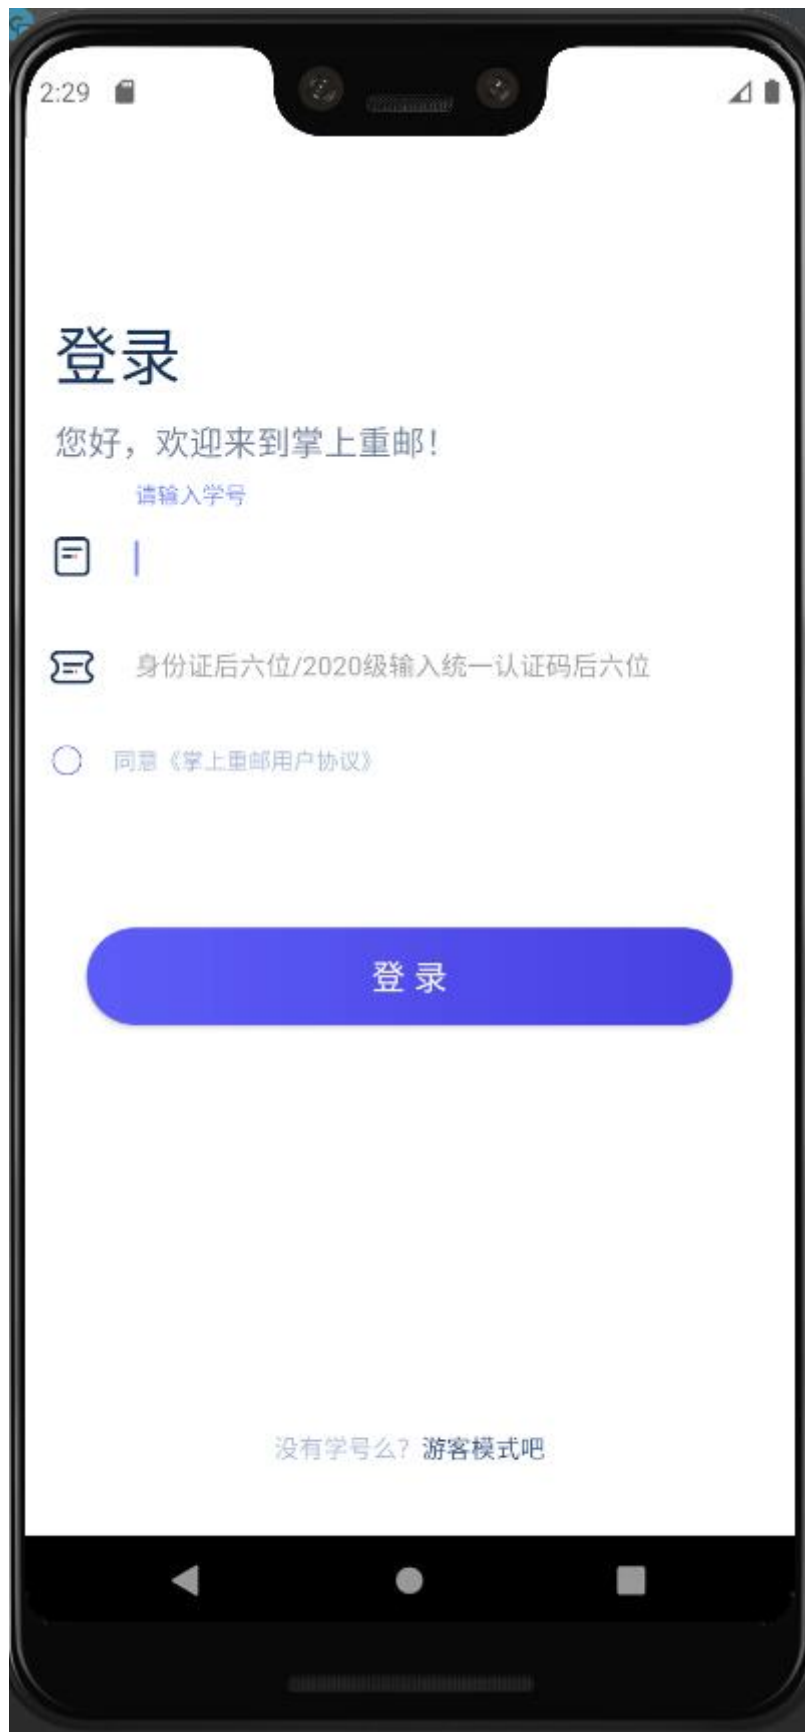 2:29
登录
您好，欢迎来到掌上重邮！
请输入学号
身份证后六位/2020级输入统一认证码后六位
同意《掌上重邮用户协议》
登 录
没有学号么？游客模式吧